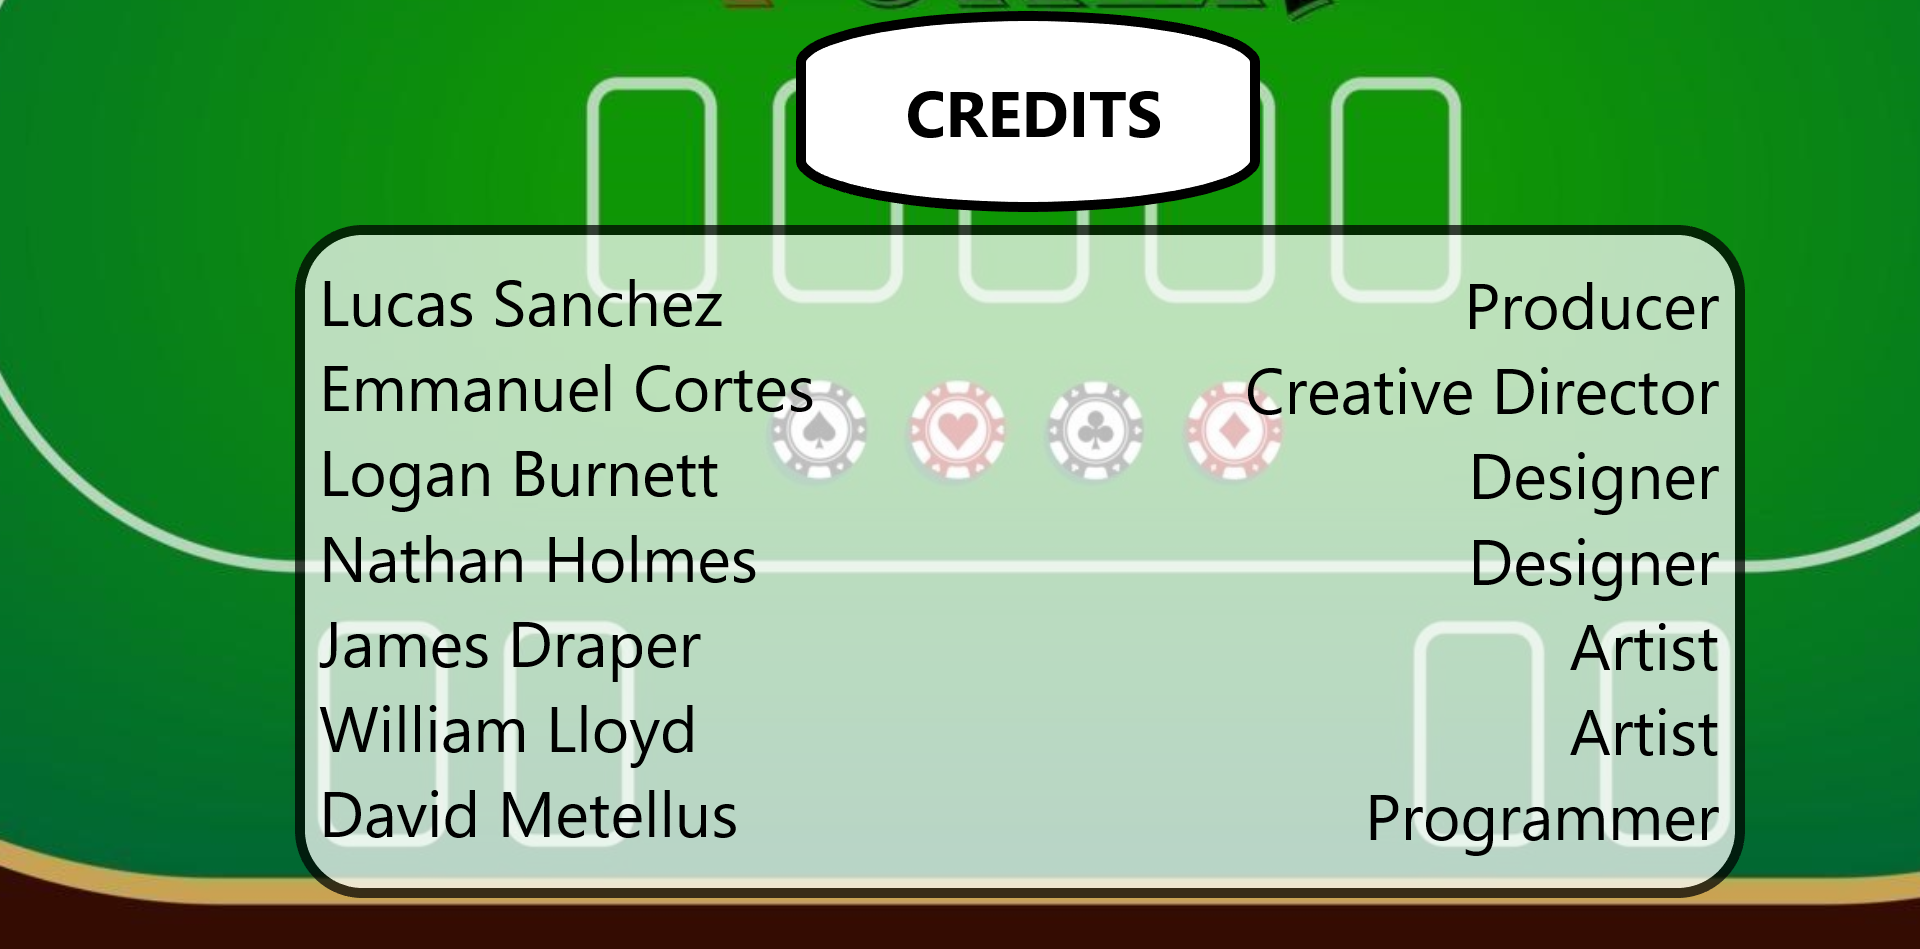 CREDITS
Lucas Sanchez Producer
Emmanuel Cortes Creative Director
Logan Burnett Designer
Nathan Holmes Designer
James Draper Artist
William Lloyd Artist
David Metellus Programmer